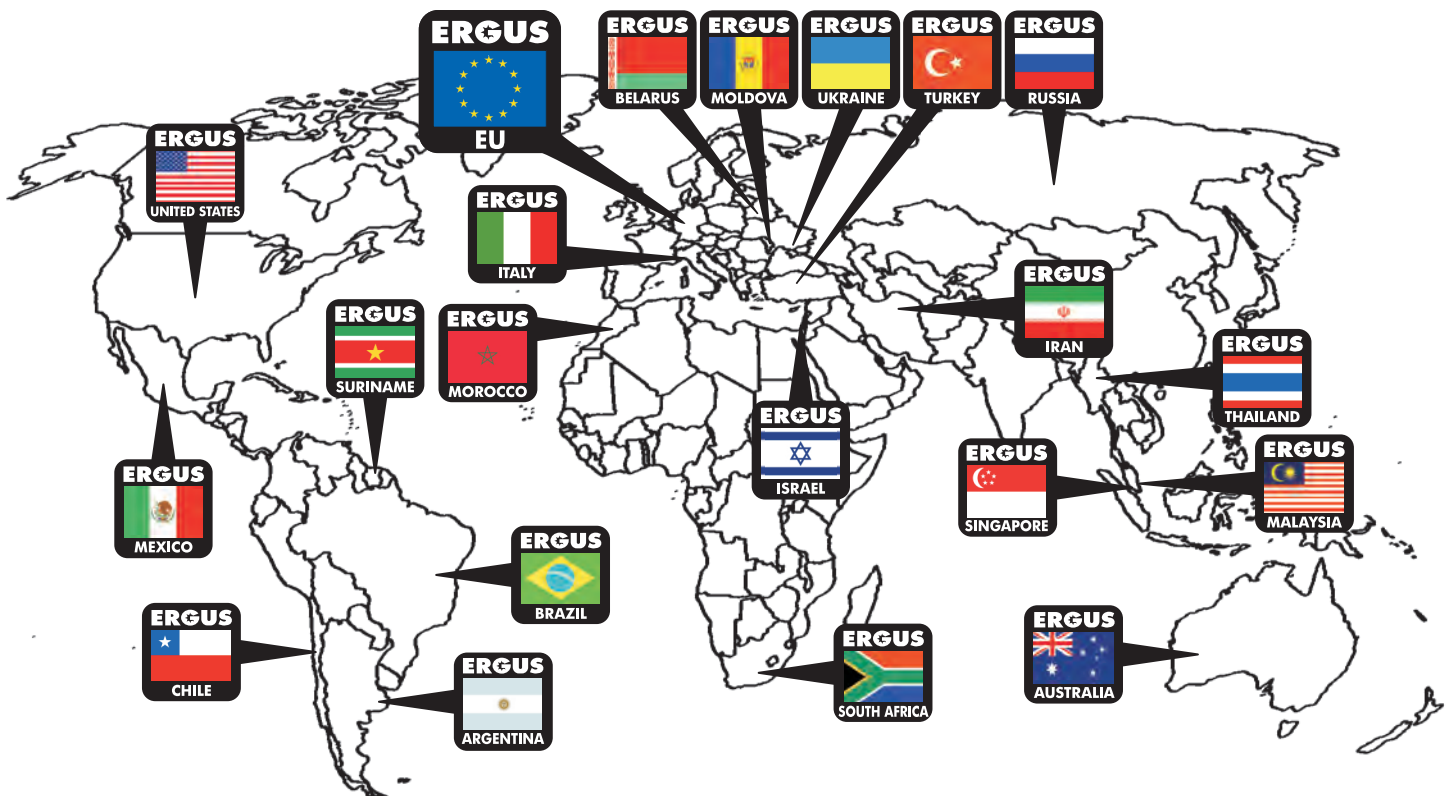 ERGUS
EU
ERGUS
BELARUS
ERGUS
MOLDOVA
ERGUS
UKRAINE
ERGUS
TURKEY
ERGUS
RUSSIA
ERGUS
UNITED STATES
ERGUS
ITALY
ERGUS
IRAN
ERGUS
SURINAME
ERGUS
MOROCCO
ERGUS
THAILAND
ERGUS
ISRAEL
ERGUS
SINGAPORE
ERGUS
MALAYSIA
ERGUS
MEXICO
ERGUS
BRAZIL
ERGUS
CHILE
ERGUS
ARGENTINA
ERGUS
SOUTH AFRICA
ERGUS
AUSTRALIA